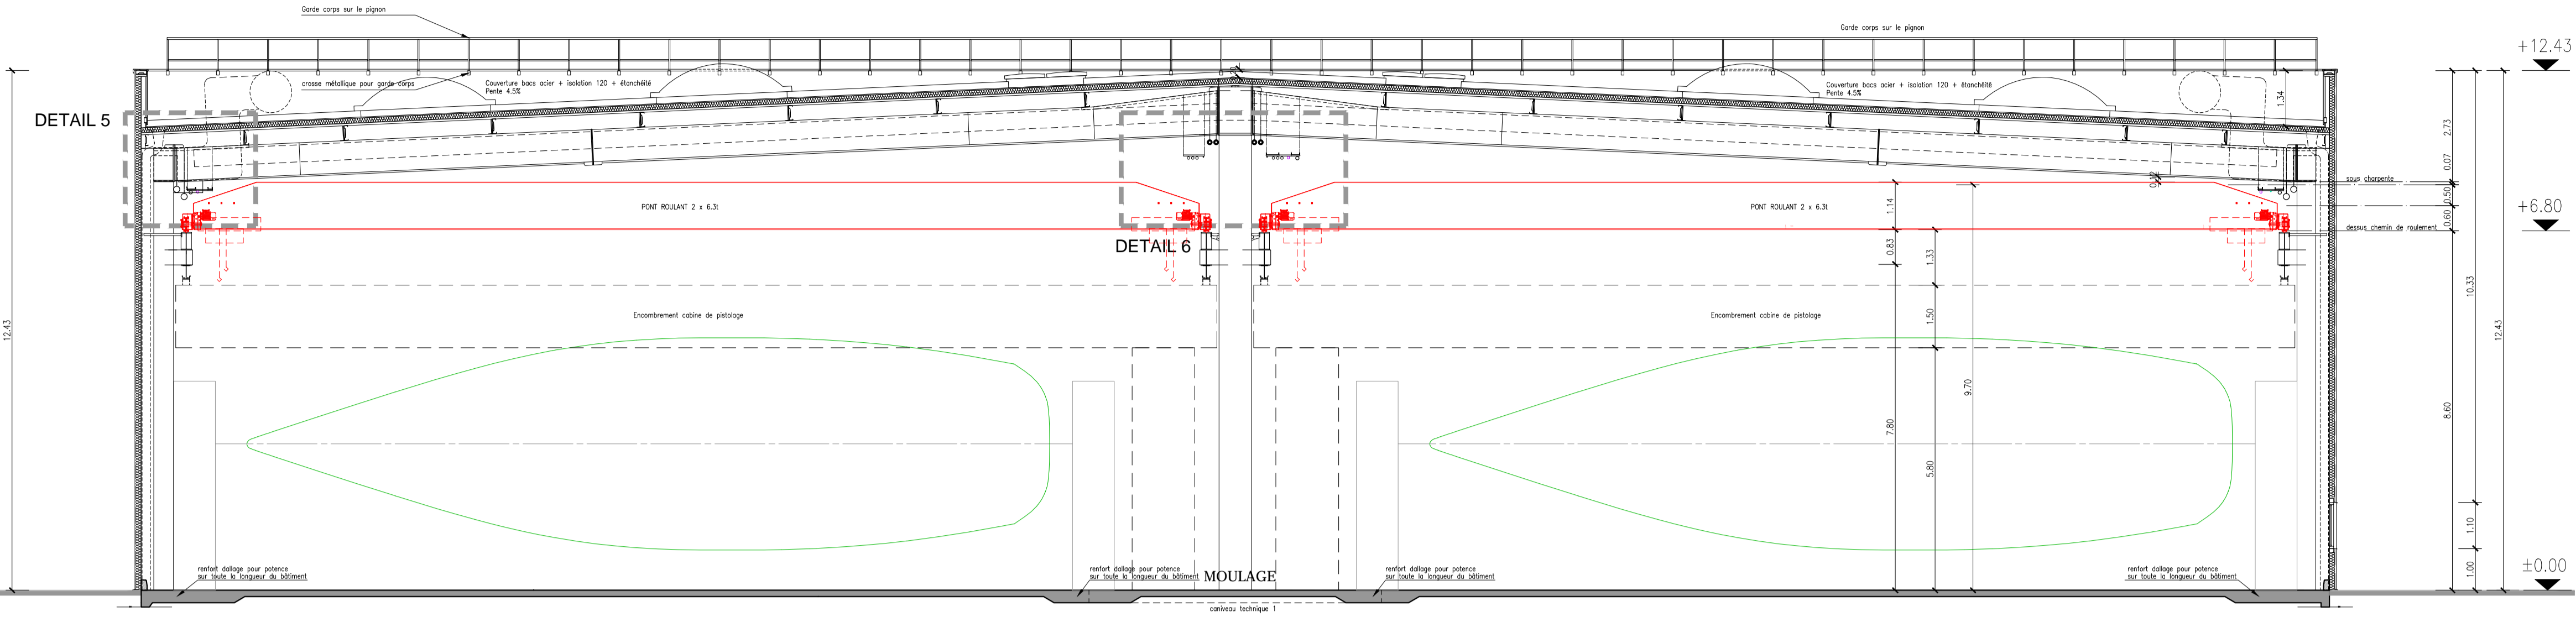 Garde corps sur le pignon
Garde corps sur le pignon
+12.43
crosse métallique pour garde corps
Couverture bacs acier + isolation 120 + étanchéité
Pente 4.5%
Couverture bacs acier + isolation 120 + étanchéité
Pente 4.5%
1.34
2.73
DETAIL 5
0.07
0.12
sous charpente
0.50
PONT ROULANT 2 x 6.3t
PONT ROULANT 2 x 6.3t
1.14
+6.80
0.60
dessus chemin de roulement
DETAIL 6
0.83
1.33
10.33
Encombrement cabine de pistolage
Encombrement cabine de pistolage
1.50
12.43
12.43
9.70
8.60
7.80
5.80
1.10
1.00
±0.00
renfort dallage pour potence
sur toute la longueur du bâtiment
renfort dallage pour potence
sur toute la longueur du bâtiment
MOULAGE
renfort dallage pour potence
sur toute la longueur du bâtiment
renfort dallage pour potence
sur toute la longueur du bâtiment
caniveau technique 1